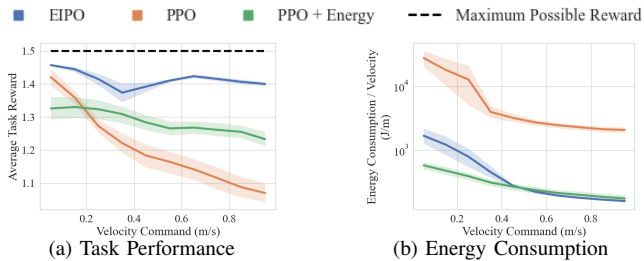 EIPO PPO PPO + Energy Maximum Possible Reward
Average Task Reward
1.5
1.4
1.3
1.2
1.1
0.2 0.4 0.6 0.8
Velocity Command (m/s)
(a) Task Performance
Energy Consumption / Velocity
(J/m)
10^4
10^3
0.2 0.4 0.6 0.8
Velocity Command (m/s)
(b) Energy Consumption